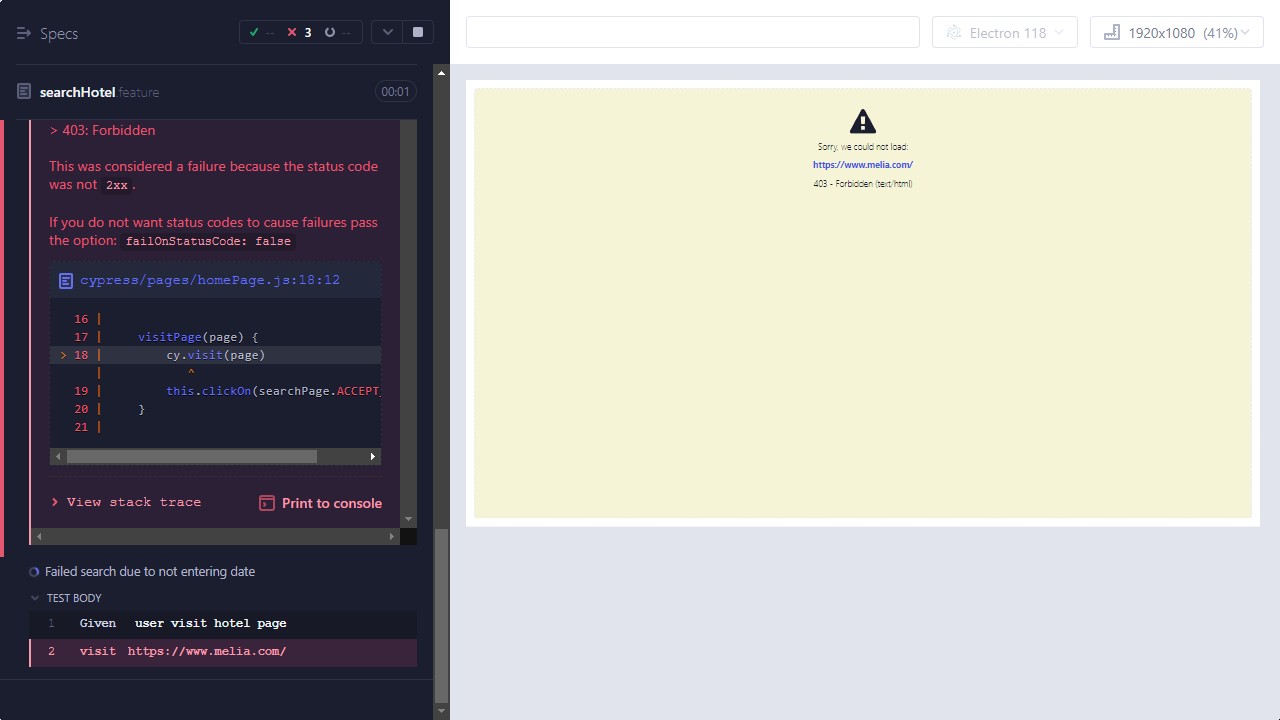 Specs
-- 3 --
Electron 118
1920x1080 (41%)
searchHotel.feature
00:01
> 403: Forbidden
This was considered a failure because the status code
was not 2xx.
If you do not want status codes to cause failures pass
the option: failOnStatusCode: false
cypress/pages/homePage.js:18:12
16 |
17 | visitPage(page) {
> 18 | cy.visit(page)
| ^
19 | this.clickOn(searchPage.ACCEPT_
20 | }
21 |
> View stack trace
Print to console
Failed search due to not entering date
TEST BODY
1 Given user visit hotel page
2 visit https://www.melia.com/
Sorry, we could not load:
https://www.melia.com/
403 - Forbidden (text/html)